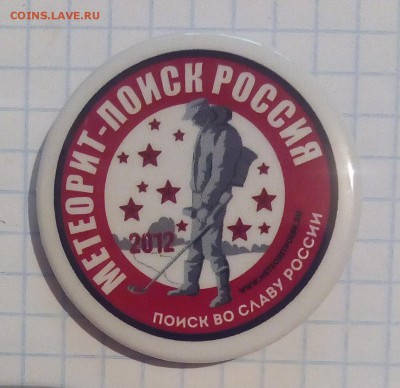 COINS.LAVE.RU
МЕТЕОРИТ-ПОИСК РОССИЯ
2012
ПОИСК ВО СЛАВУ РОССИИ